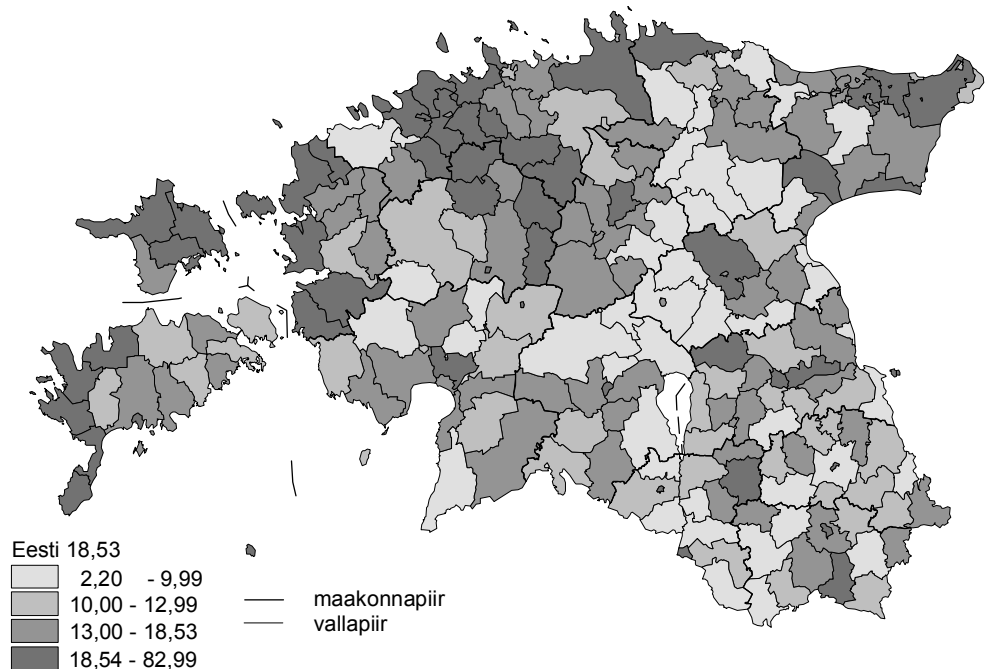 Eesti 18,53
2,20 - 9,99
10,00 - 12,99
13,00 - 18,53
18,54 - 82,99
maakonnapiir
vallapiir